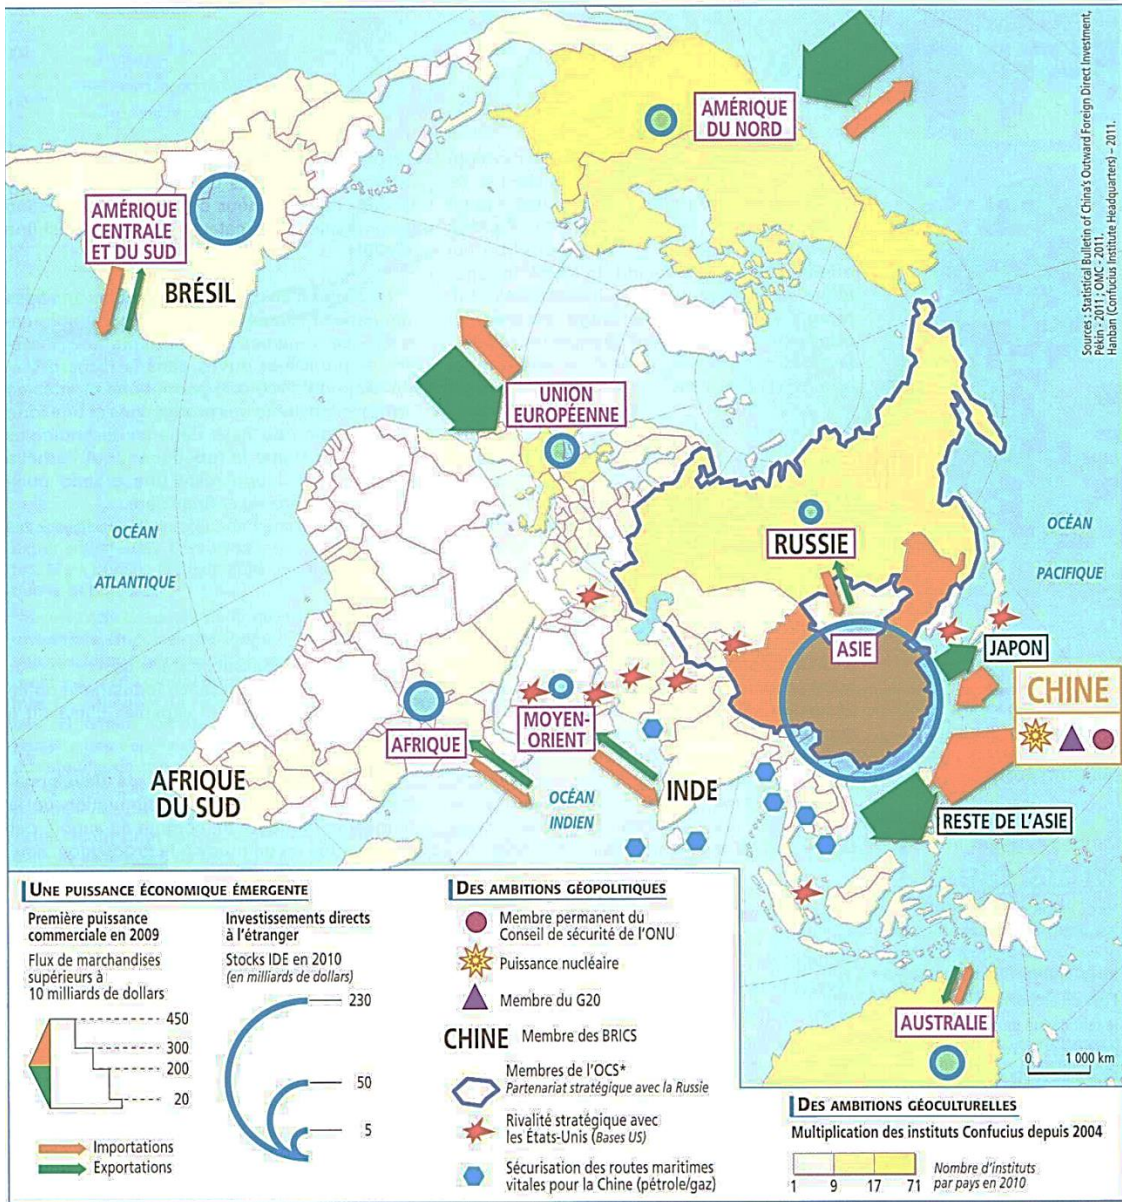 Sources : Statistical Bulletin of China's Outward Foreign Direct Investment,
Pékin - 2011 ; OMC - 2011.
Hanban (Confucius Institute Headquarters) – 2011.
AMÉRIQUE
DU NORD
AMÉRIQUE
CENTRALE
ET DU SUD
BRÉSIL
UNION
EUROPÉENNE
OCÉAN
ATLANTIQUE
RUSSIE
OCÉAN
PACIFIQUE
ASIE
JAPON
CHINE
AFRIQUE
MOYEN-
ORIENT
AFRIQUE
DU SUD
OCÉAN
INDIEN
INDE
RESTE DE L'ASIE
AUSTRALIE
0 1 000 km
UNE PUISSANCE ÉCONOMIQUE ÉMERGENTE
Première puissance
commerciale en 2009
Flux de marchandises
supérieurs à
10 milliards de dollars
450
300
200
20
Importations
Exportations
Investissements directs
à l'étranger
Stocks IDE en 2010
(en milliards de dollars)
230
50
5
DES AMBITIONS GÉOPOLITIQUES
Membre permanent du
Conseil de sécurité de l'ONU
Puissance nucléaire
Membre du G20
CHINE Membre des BRICS
Membres de l'OCS*
Partenariat stratégique avec la Russie
Rivalité stratégique avec
les États-Unis (Bases US)
Sécurisation des routes maritimes
vitales pour la Chine (pétrole/gaz)
DES AMBITIONS GÉOCULTURELLES
Multiplication des instituts Confucius depuis 2004
1 9 17 71
Nombre d'instituts
par pays en 2010